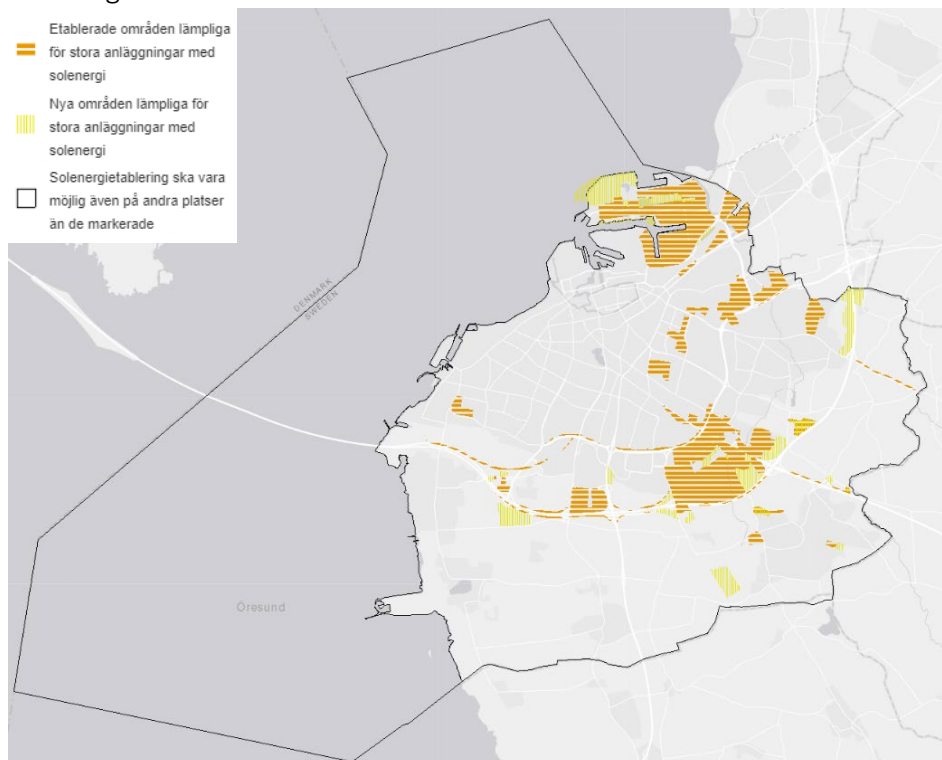 Etablerade områden lämpliga
för stora anläggningar med
solenergi
Nya områden lämpliga för
stora anläggningar med
solenergi
Solenergietablering ska vara
möjlig även på andra platser
än de markerade
DENMARK
SWEDEN
Öresund